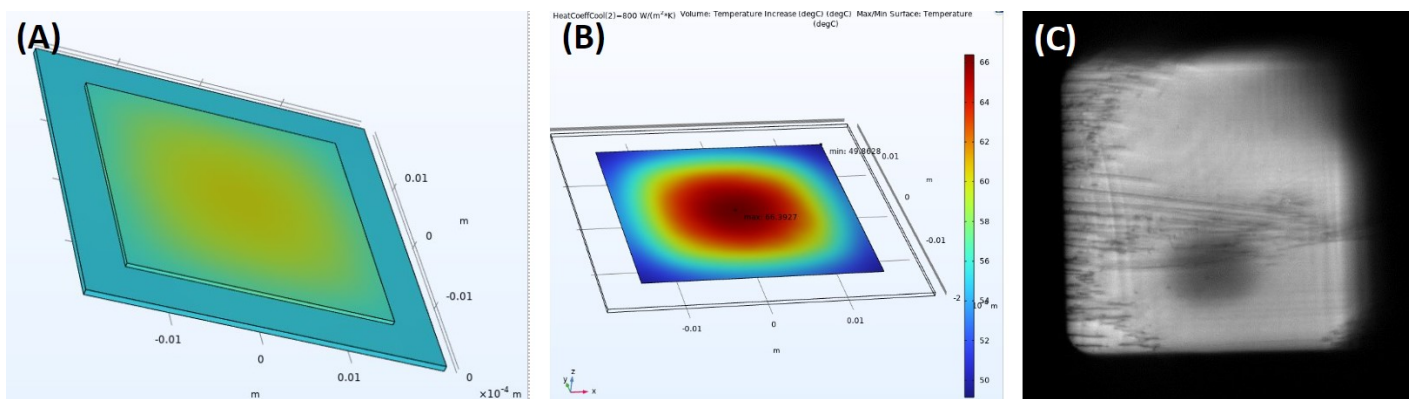 (A)
0.01
m
0
-0.01
-0.01
0
0.01
m
0
×10⁻⁴ m
HeatCoeffCool(2)=800 W/(m²*K) Volume: Temperature Increase (degC) (degC) Max/Min Surface: Temperature
(degC)
(B)
66
64
62
60
58
56
54
52
50
min: 49.8628
0.01
m
0
-0.01
-2
m
-0.01
0
0.01
m
y z x
(C)